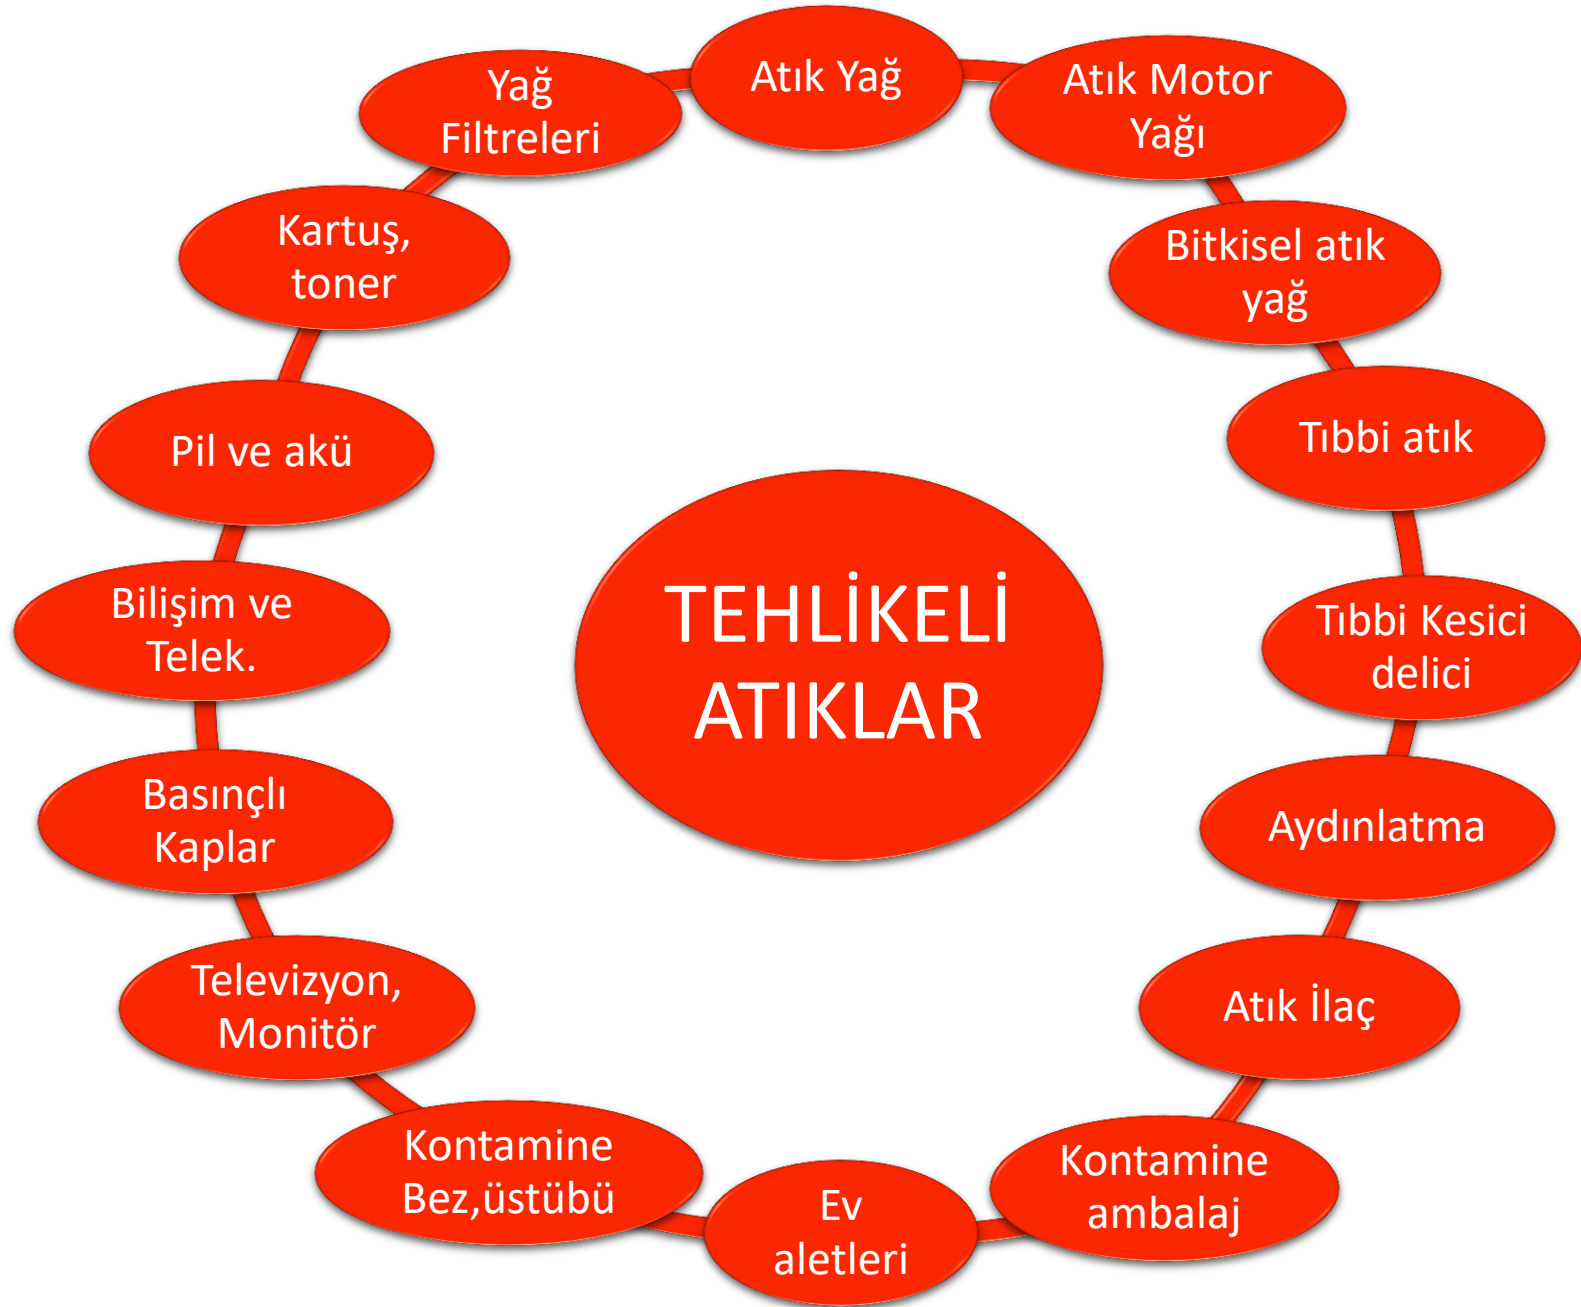 Atık Yağ
Atık Motor
Yağı
Bitkisel atık
yağ
Tıbbi atık
Tıbbi Kesici
delici
Aydınlatma
Atık İlaç
Kontamine
ambalaj
Ev
aletleri
Kontamine
Bez,üstübü
Televizyon,
Monitör
Basınçlı
Kaplar
Bilişim ve
Telek.
Pil ve akü
Kartuş,
toner
Yağ
Filtreleri
TEHLİKELİ
ATIKLAR